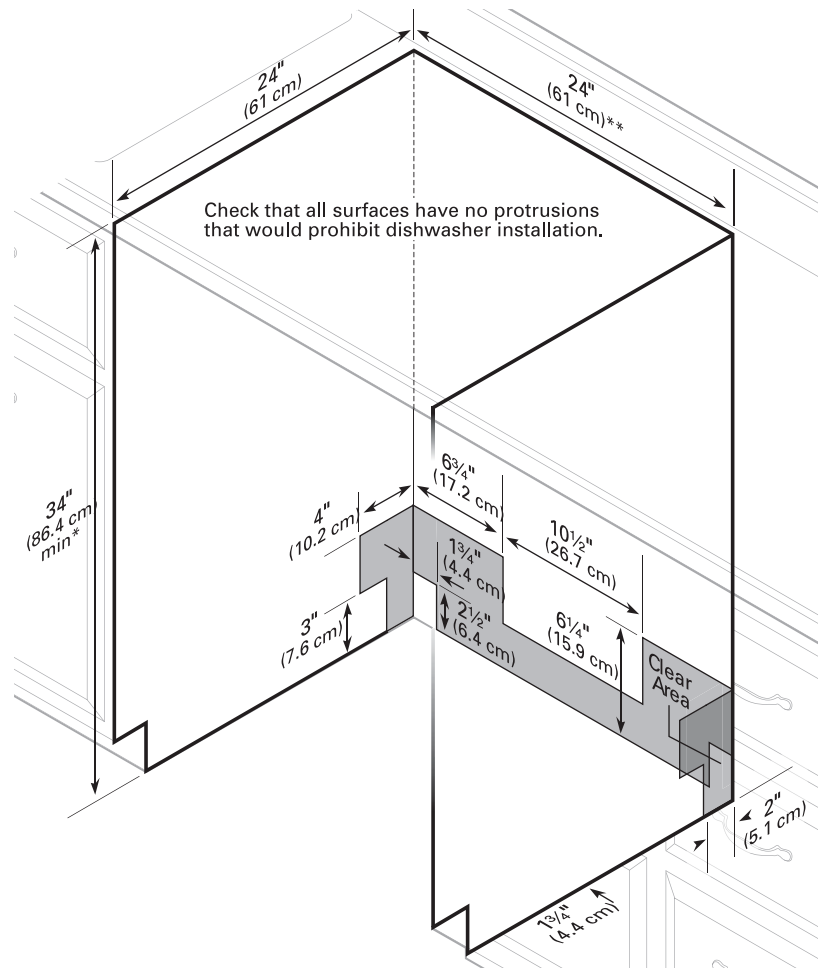 24"
(61 cm)
24"
(61 cm)**
Check that all surfaces have no protrusions
that would prohibit dishwasher installation.
34"
(86.4 cm)
min*
4"
(10.2 cm)
6¾"
(17.2 cm)
10½"
(26.7 cm)
1¾"
(4.4 cm)
3"
(7.6 cm)
2½"
(6.4 cm)
6¼"
(15.9 cm)
Clear
Area
2"
(5.1 cm)
1¾"
(4.4 cm)